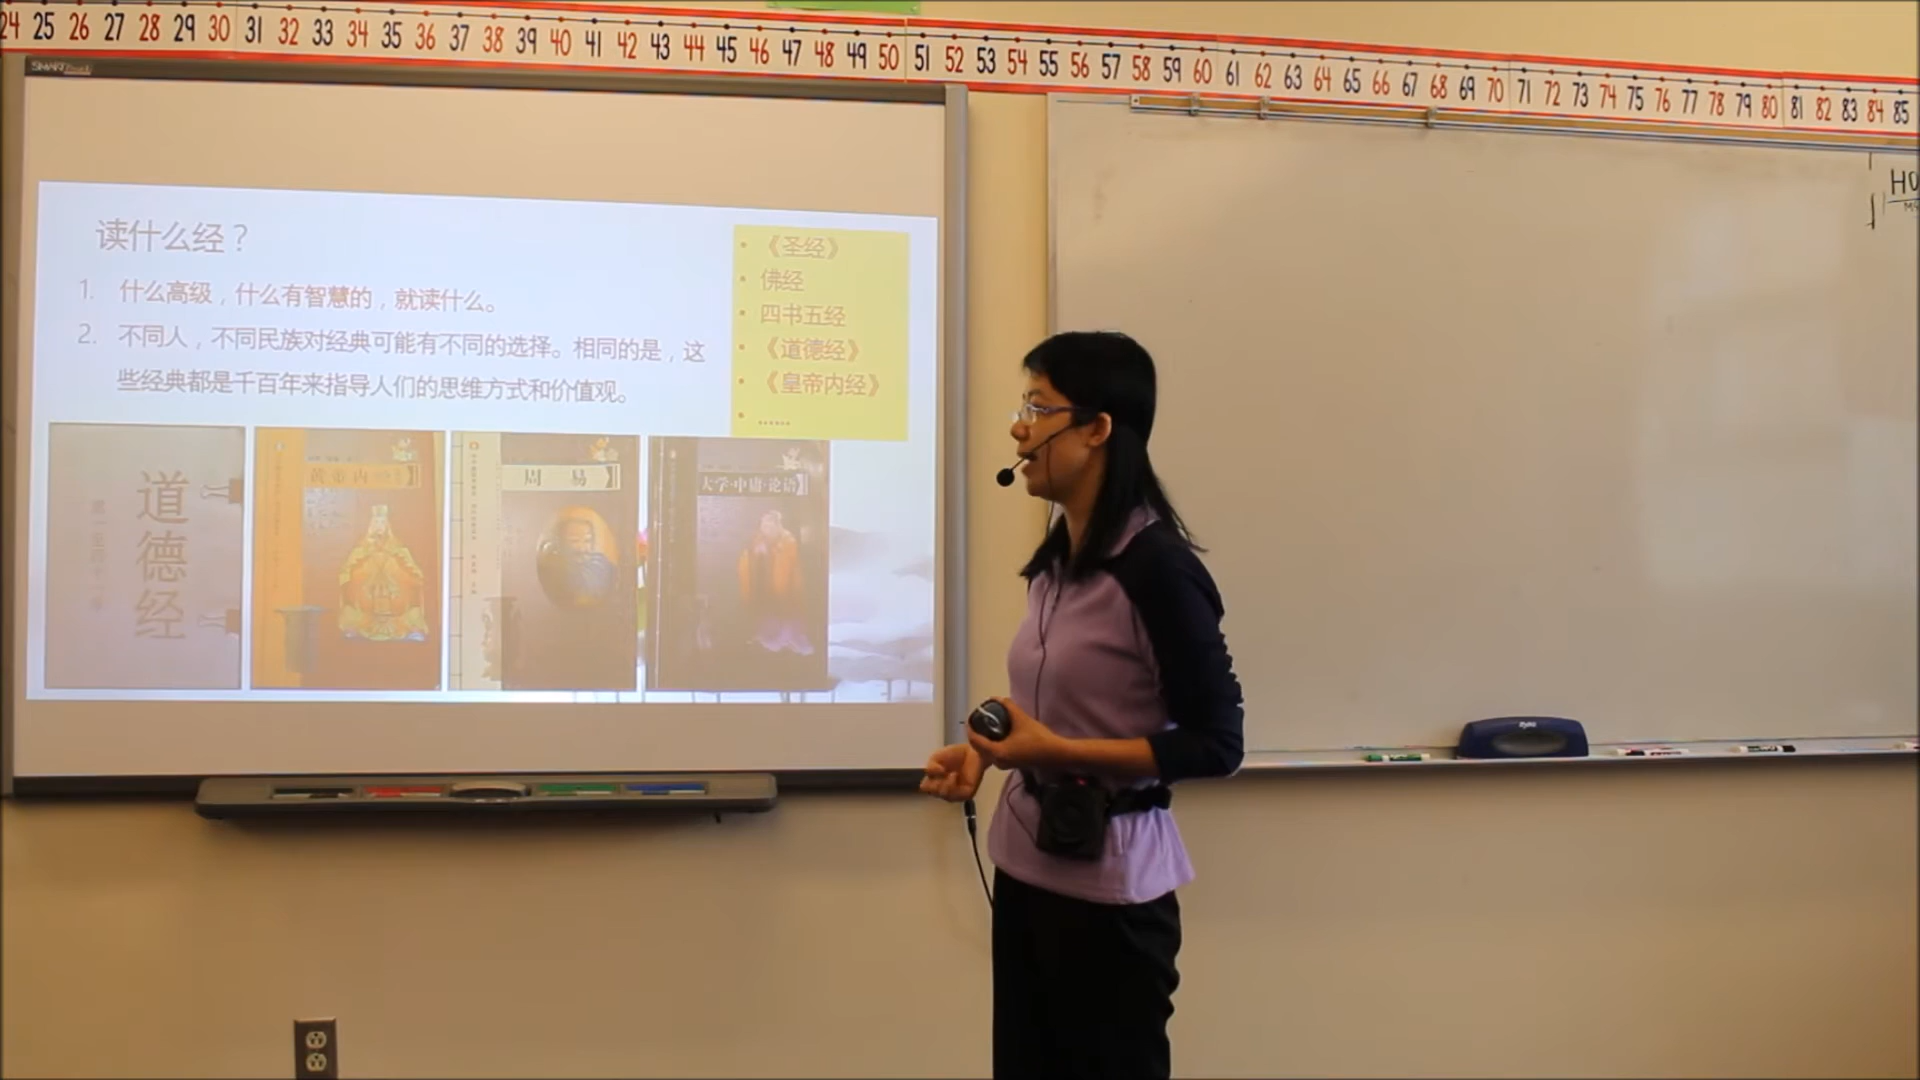 24 25 26 27 28 29 30 31 32 33 34 35 36 37 38 39 40 41 42 43 44 45 46 47 48 49 50 51 52 53 54 55 56 57 58 59 60 61 62 63 64 65 66 67 68 69 70 71 72 73 74 75 76 77 78 79 80 81 82 83 84 85
SMART
读什么经？
1. 什么高级，什么有智慧的，就读什么。
2. 不同人，不同民族对经典可能有不同的选择。相同的是，这
些经典都是千百年来指导人们的思维方式和价值观。
• 《圣经》
• 佛经
• 四书五经
• 《道德经》
• 《皇帝内经》
• ……
道德经
黄帝内经
周易
大学·中庸·论语
HO
Expo